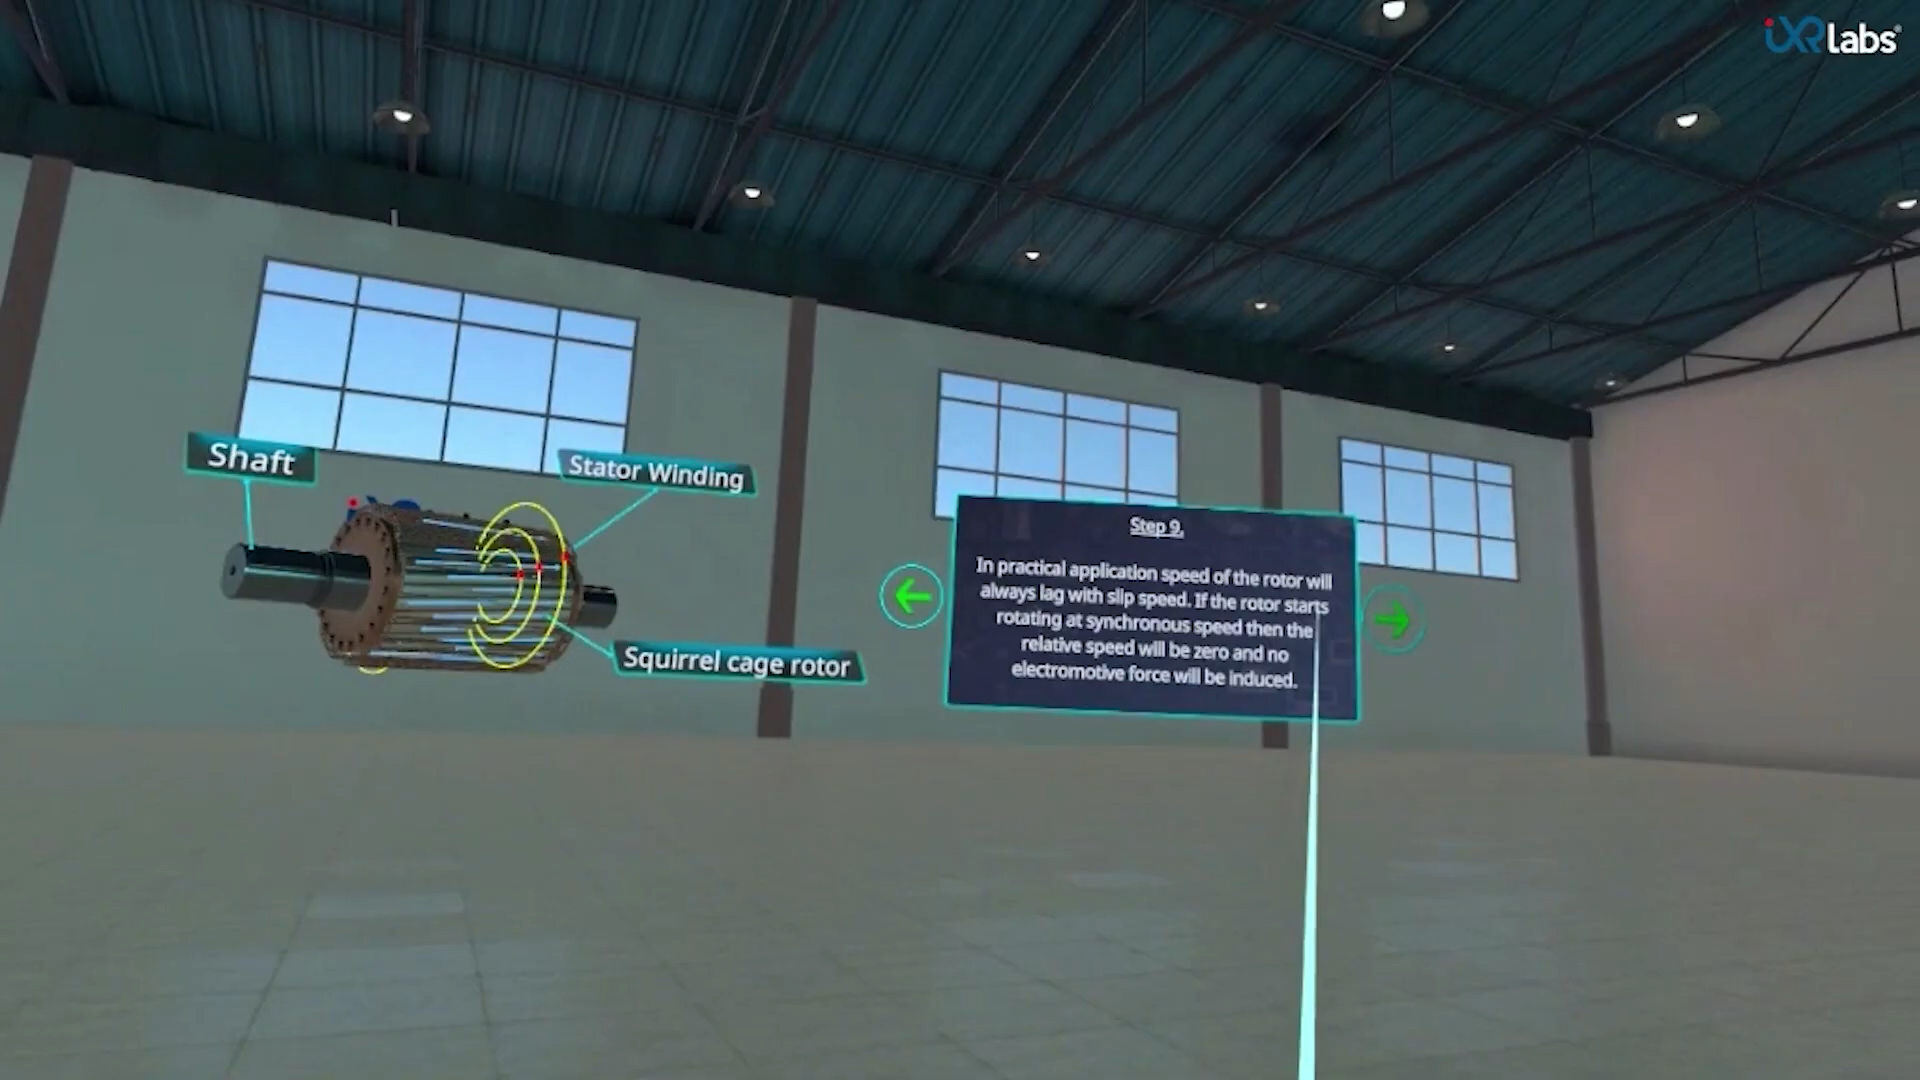 iXRlabs®
Shaft
Stator Winding
Squirrel cage rotor
Step 9.
In practical application speed of the rotor will
always lag with slip speed. If the rotor starts
rotating at synchronous speed then the
relative speed will be zero and no
electromotive force will be induced.